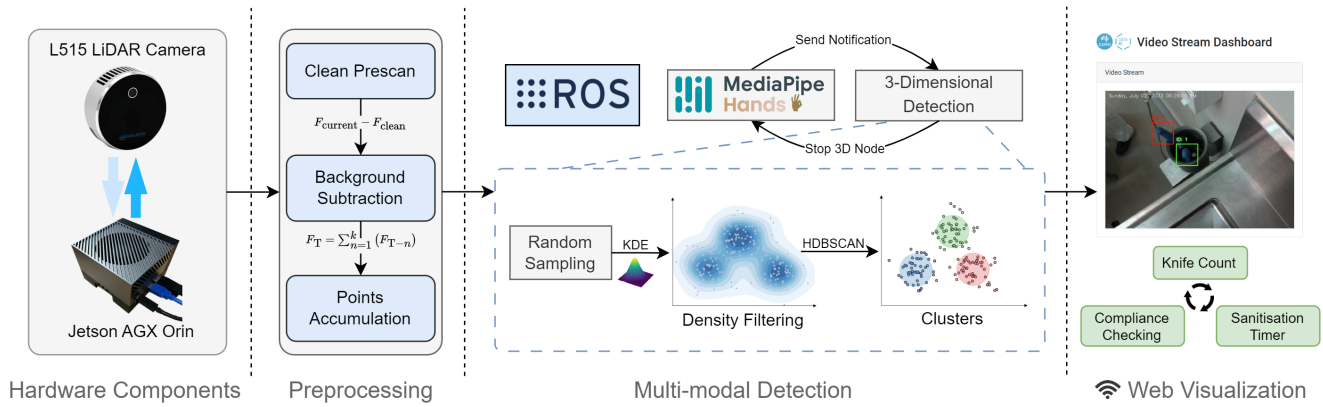 L515 LiDAR Camera
Jetson AGX Orin
Hardware Components
Clean Prescan
F_current − F_clean
Background
Subtraction
F_T = ∑_{n=1}^{k} (F_{T−n})
Points
Accumulation
Preprocessing
ROS
Send Notification
MediaPipe
Hands
3-Dimensional
Detection
Stop 3D Node
Random
Sampling
KDE
Density Filtering
HDBSCAN
Clusters
Multi-modal Detection
Video Stream Dashboard
Video Stream
Knife Count
Compliance
Checking
Sanitisation
Timer
Web Visualization